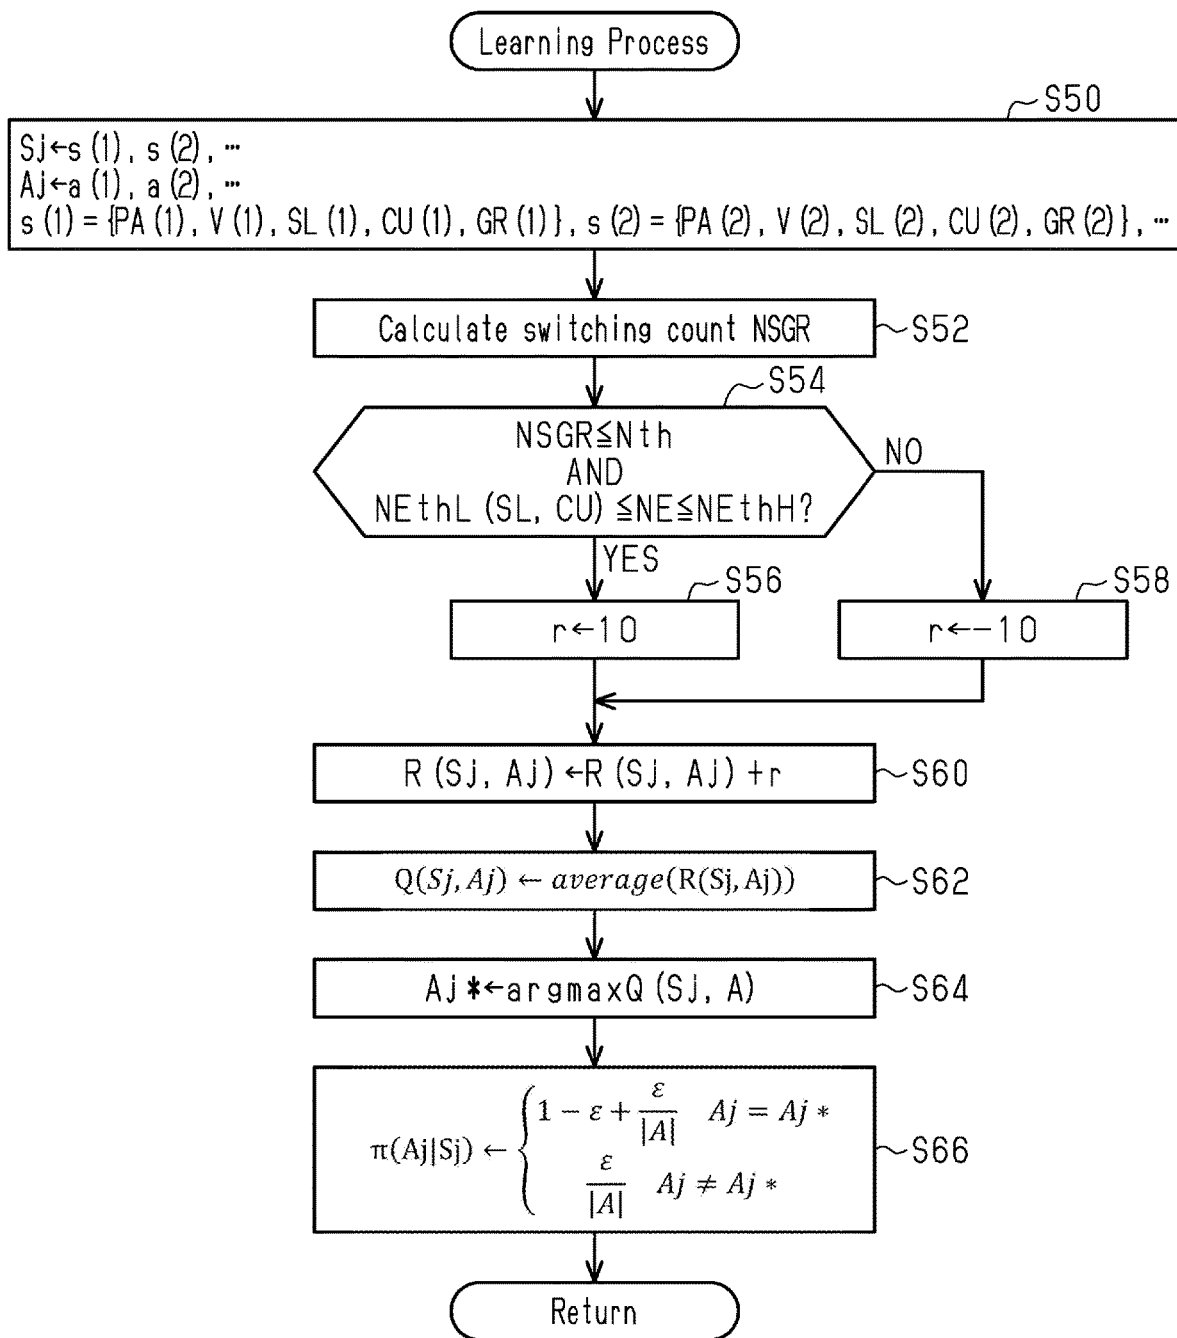 Learning Process
S50
Sj←s(1), s(2), ⋯
Aj←a(1), a(2), ⋯
s(1)={PA(1), V(1), SL(1), CU(1), GR(1)}, s(2)={PA(2), V(2), SL(2), CU(2), GR(2)}, ⋯
Calculate switching count NSGR
S52
S54
NSGR≦Nth
AND
NEthL(SL, CU)≦NE≦NEthH?
NO
YES
S56
r←10
S58
r←-10
R(Sj, Aj)←R(Sj, Aj)+r
S60
Q(Sj, Aj) ← average(R(Sj,Aj))
S62
Aj*←argmaxQ(Sj, A)
S64
π(Aj|Sj) ← { 1 − ε + ε/|A| Aj = Aj *
ε/|A| Aj ≠ Aj *
S66
Return